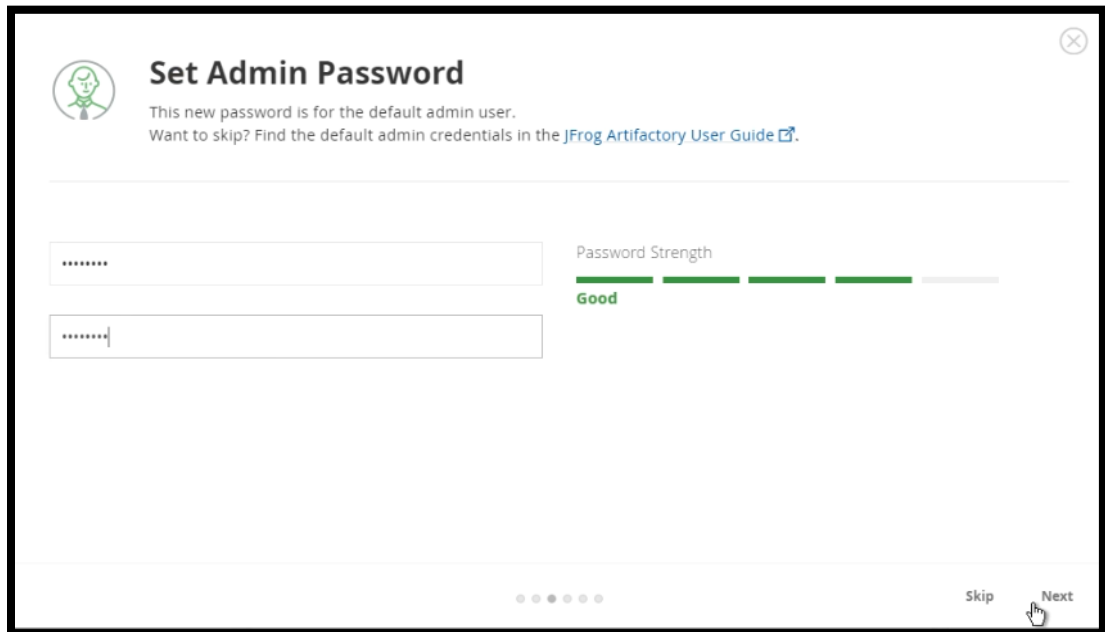 Set Admin Password
This new password is for the default admin user.
Want to skip? Find the default admin credentials in the JFrog Artifactory User Guide.
••••••••
Password Strength
Good
••••••••
Skip Next